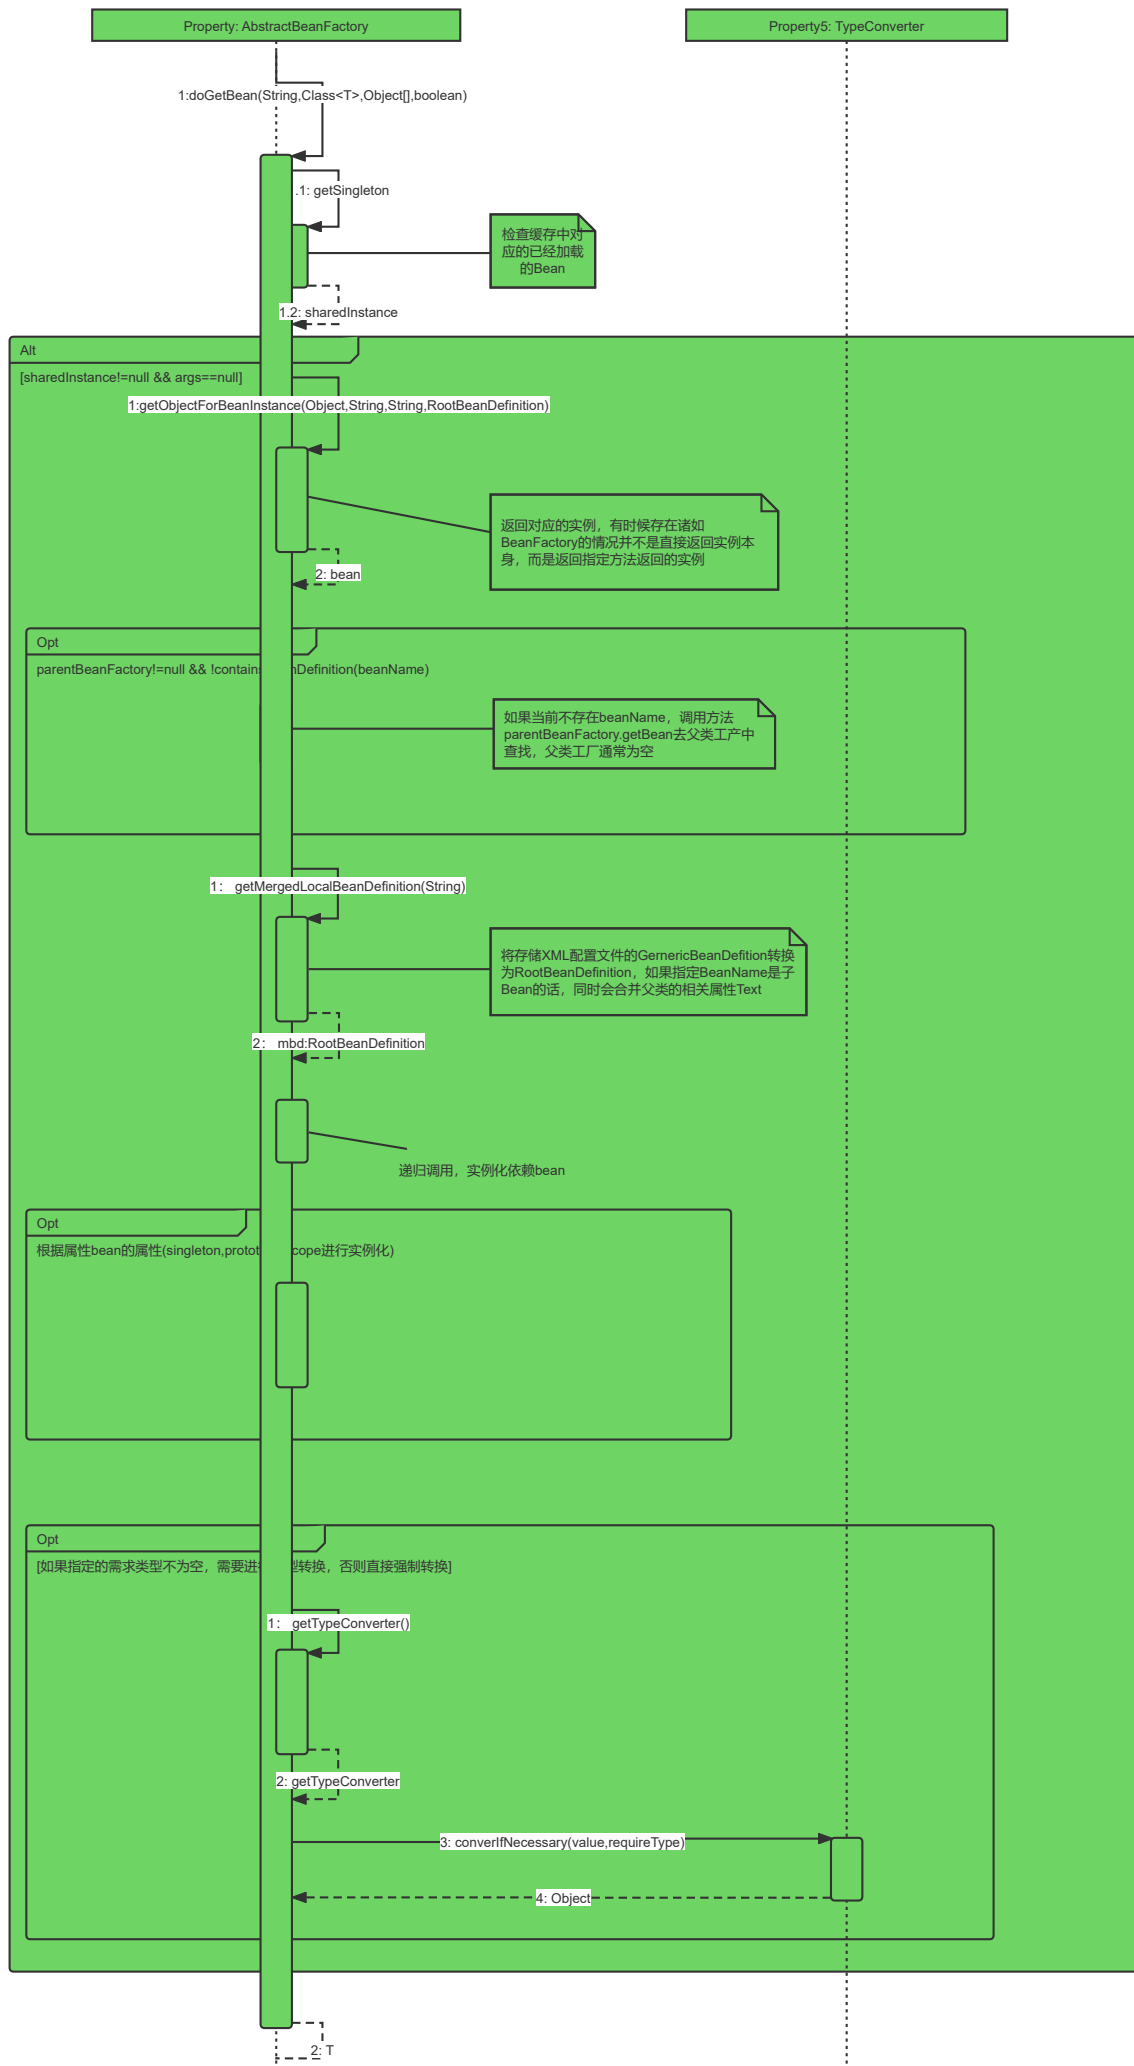 Property: AbstractBeanFactory
Property5: TypeConverter
1:doGetBean(String,Class<T>,Object[],boolean)
.1: getSingleton
检查缓存中对
应的已经加载
的Bean
1.2: sharedInstance
Alt
[sharedInstance!=null && args==null]
1:getObjectForBeanInstance(Object,String,String,RootBeanDefinition)
返回对应的实例，有时候存在诸如
BeanFactory的情况并不是直接返回实例本
身，而是返回指定方法返回的实例
2: bean
Opt
parentBeanFactory!=null && !contains nDefinition(beanName)
如果当前不存在beanName，调用方法
parentBeanFactory.getBean去父类工产中
查找，父类工厂通常为空
1： getMergedLocalBeanDefinition(String)
将存储XML配置文件的GernericBeanDefition转换
为RootBeanDefinition，如果指定BeanName是子
Bean的话，同时会合并父类的相关属性Text
2： mbd:RootBeanDefinition
递归调用，实例化依赖bean
Opt
根据属性bean的属性(singleton,protot cope进行实例化)
Opt
[如果指定的需求类型不为空，需要进 型转换，否则直接强制转换]
1： getTypeConverter()
2: getTypeConverter
3: converIfNecessary(value,requireType)
4: Object
2: T